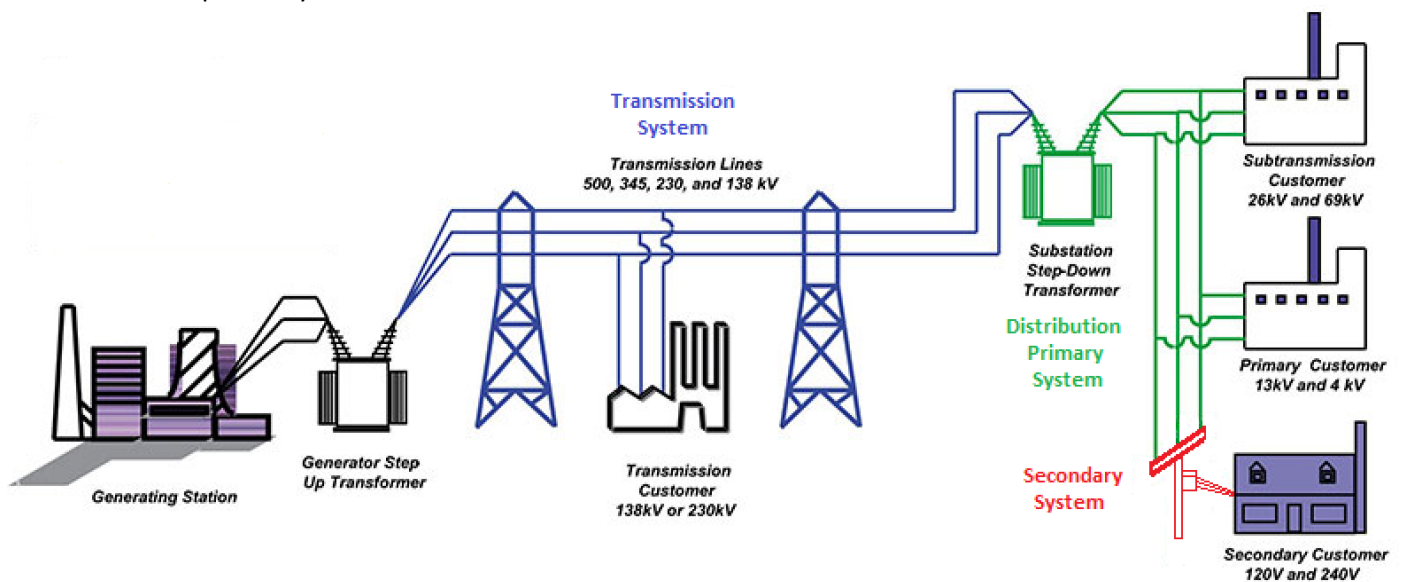 Transmission
System
Transmission Lines
500, 345, 230, and 138 kV
Generating Station
Generator Step
Up Transformer
Transmission
Customer
138kV or 230kV
Substation
Step-Down
Transformer
Distribution
Primary
System
Secondary
System
Subtransmission
Customer
26kV and 69kV
Primary Customer
13kV and 4 kV
Secondary Customer
120V and 240V